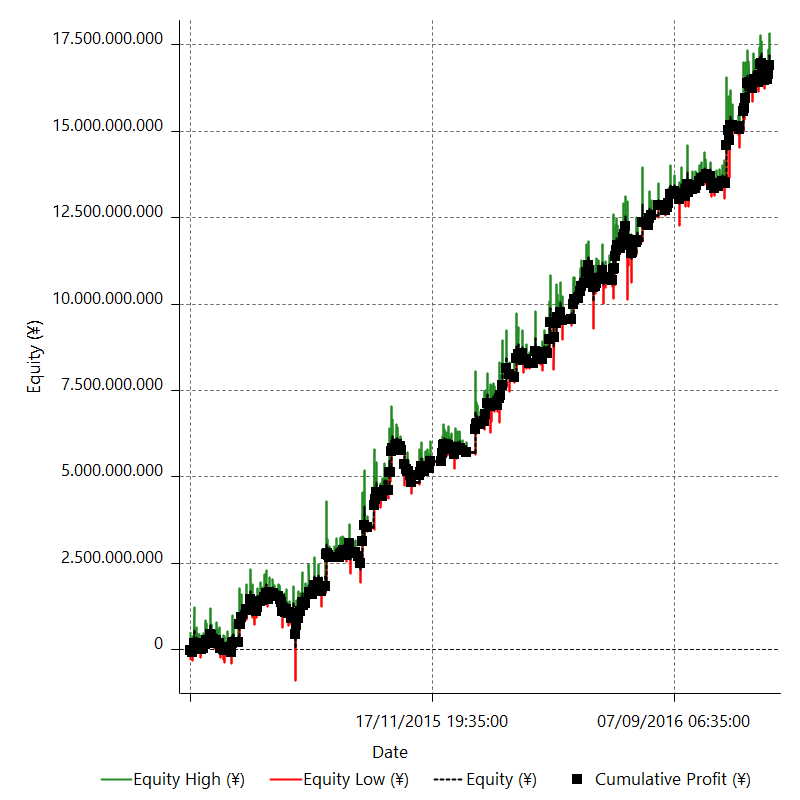 17.500.000.000
15.000.000.000
12.500.000.000
10.000.000.000
7.500.000.000
5.000.000.000
2.500.000.000
0
Equity (¥)
17/11/2015 19:35:00 07/09/2016 06:35:00
Date
Equity High (¥) Equity Low (¥) Equity (¥) Cumulative Profit (¥)